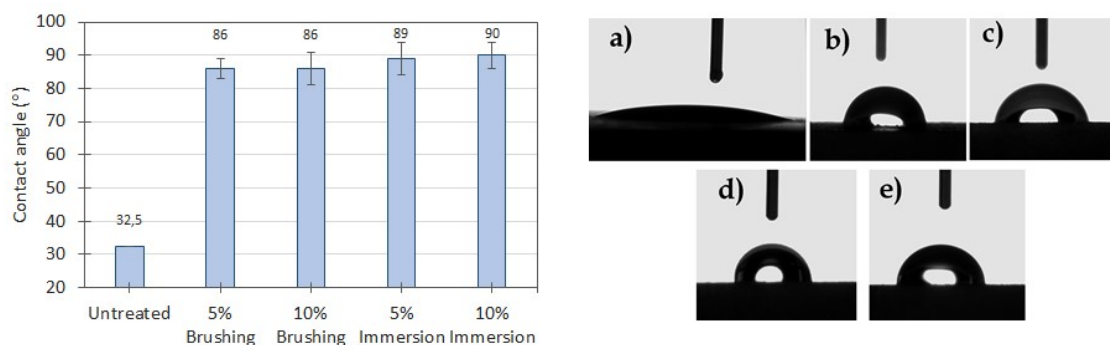 Contact angle (°)
100
90
80
70
60
50
40
30
20
32,5
86
86
89
90
Untreated
5%
Brushing
10%
Brushing
5%
Immersion
10%
Immersion
a)
b)
c)
d)
e)